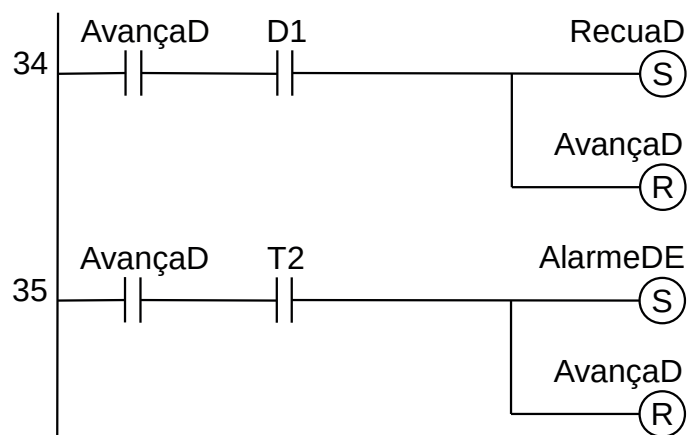 AvançaD D1 RecuaD
34 S
AvançaD
R
AvançaD T2 AlarmeDE
35 S
AvançaD
R